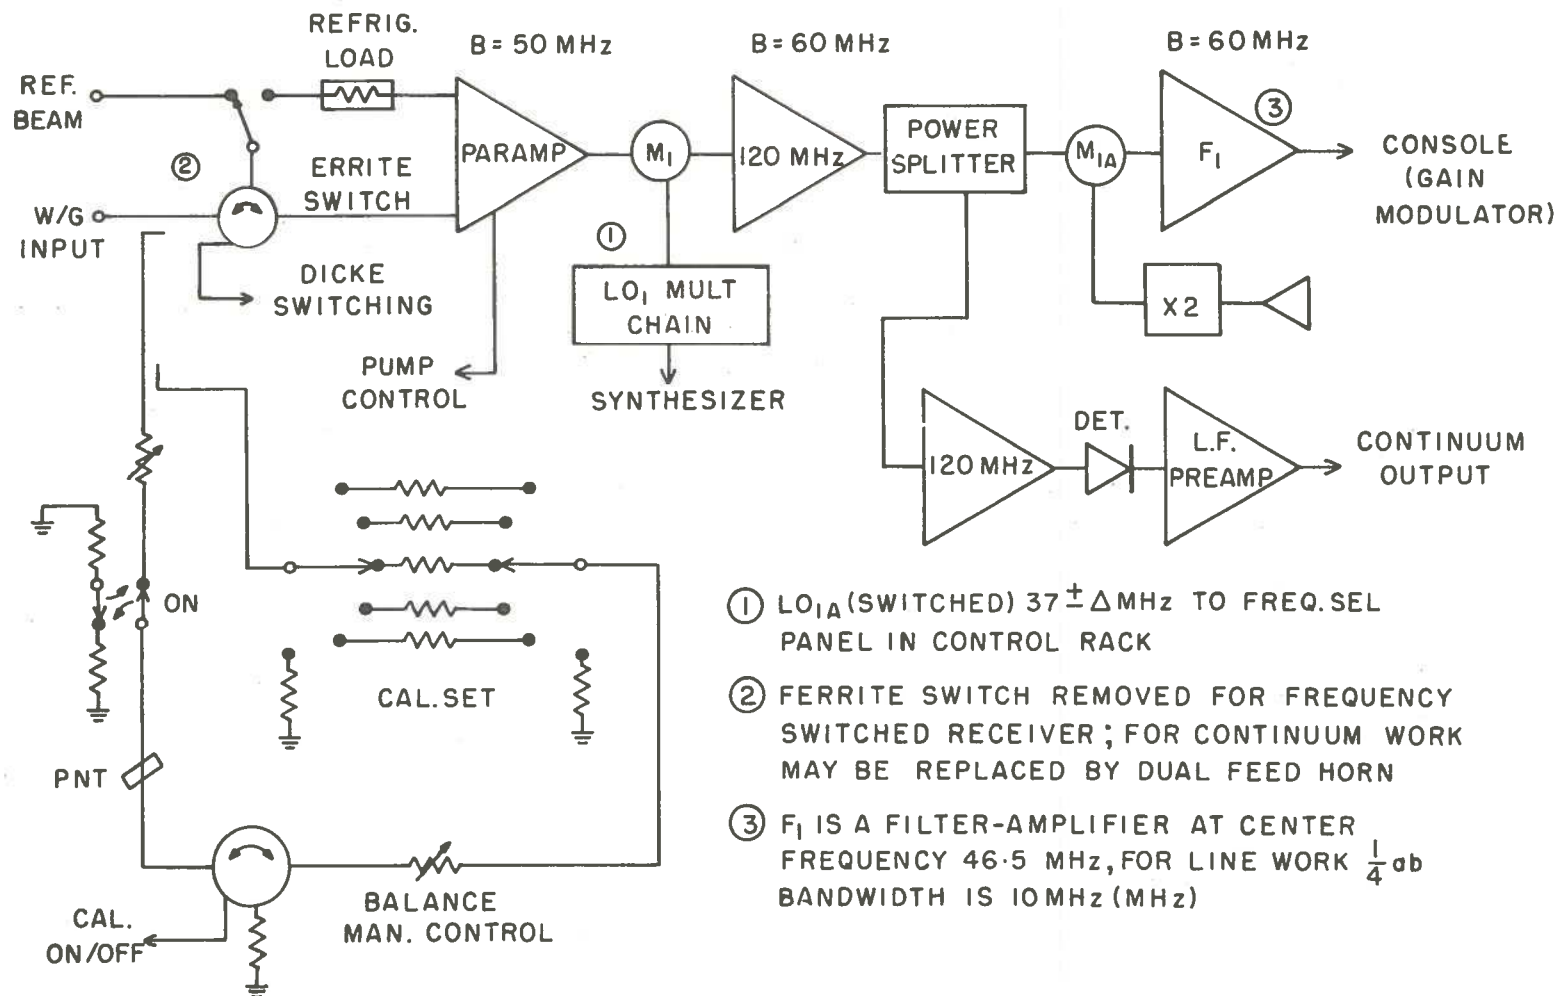 REFRIG.
LOAD
B= 50 MHz
B= 60 MHz
B= 60 MHz
REF.
BEAM
②
ERRITE
SWITCH
PARAMP
M1
120 MHz
POWER
SPLITTER
M1A
③
F1
CONSOLE
(GAIN
MODULATOR)
W/G
INPUT
①
DICKE
SWITCHING
LO1 MULT
CHAIN
X2
PUMP
CONTROL
SYNTHESIZER
120 MHz
DET.
L.F.
PREAMP
CONTINUUM
OUTPUT
ON
CAL. SET
PNT
BALANCE
MAN. CONTROL
CAL.
ON/OFF
① LO1A (SWITCHED) 37 ± Δ MHz TO FREQ. SEL
PANEL IN CONTROL RACK
② FERRITE SWITCH REMOVED FOR FREQUENCY
SWITCHED RECEIVER; FOR CONTINUUM WORK
MAY BE REPLACED BY DUAL FEED HORN
③ F1 IS A FILTER-AMPLIFIER AT CENTER
FREQUENCY 46·5 MHz, FOR LINE WORK 1/4 ab
BANDWIDTH IS 10 MHz (MHz)